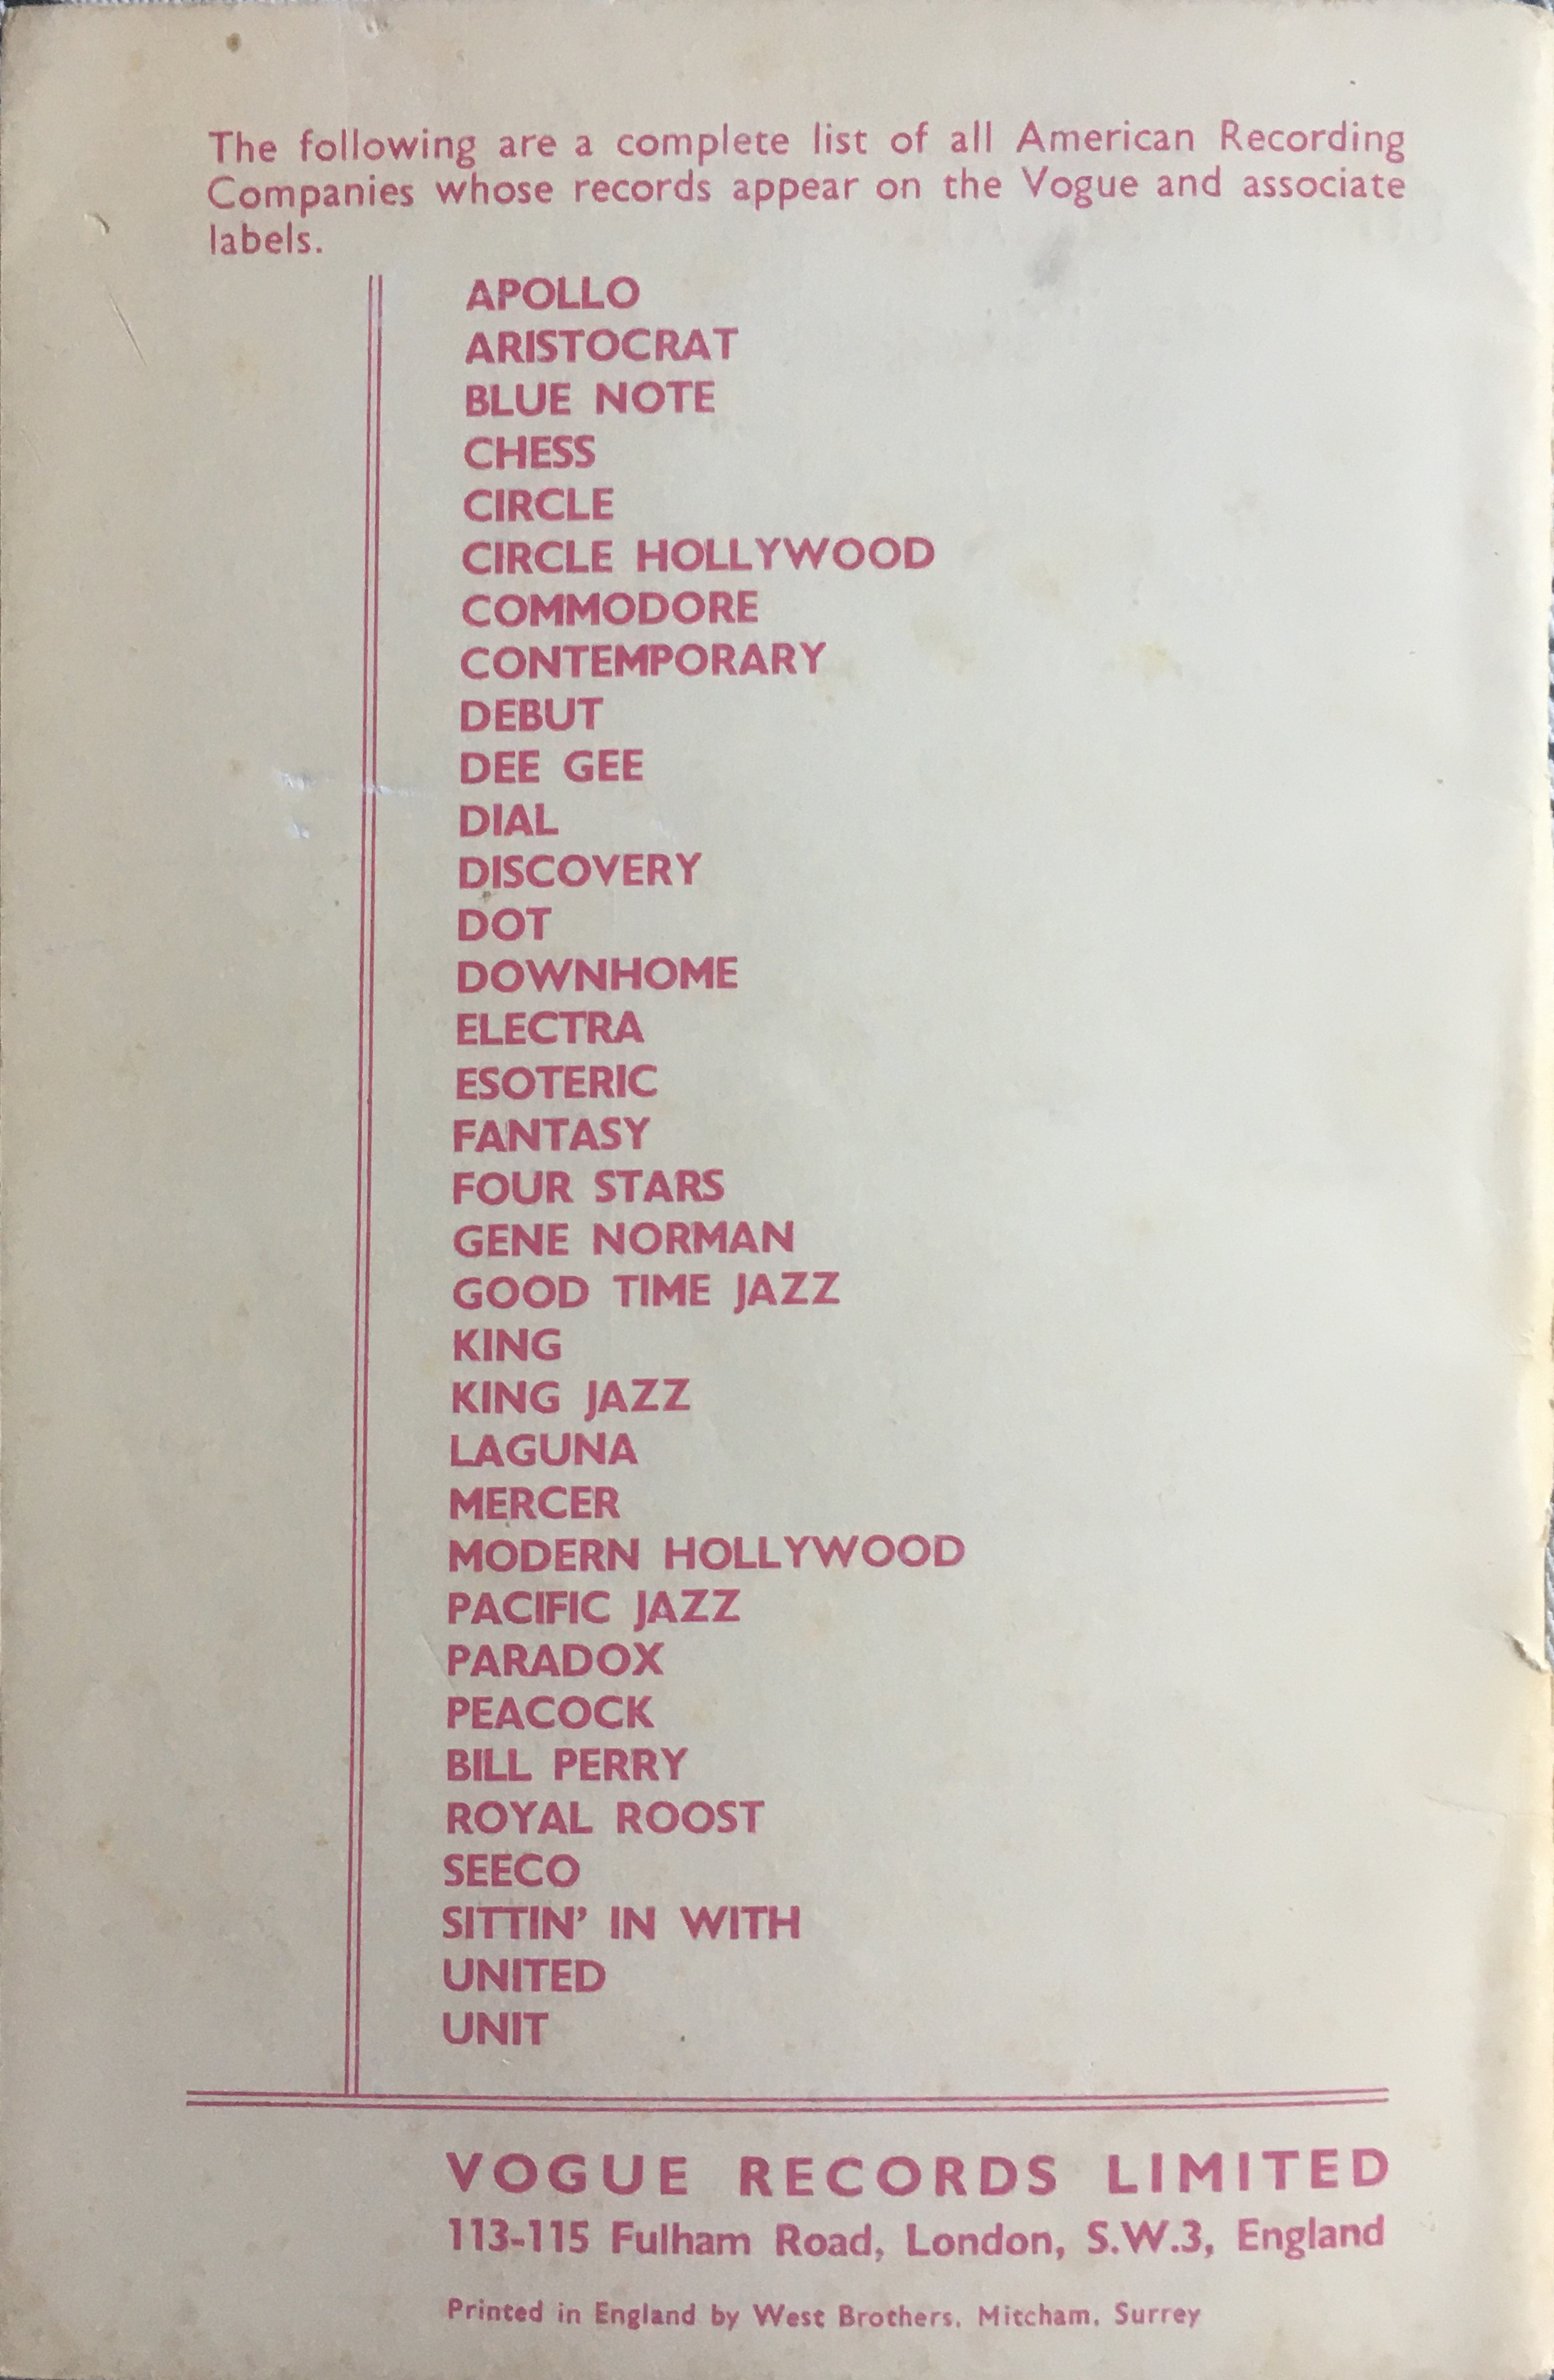 The following are a complete list of all American Recording
Companies whose records appear on the Vogue and associate
labels.
APOLLO
ARISTOCRAT
BLUE NOTE
CHESS
CIRCLE
CIRCLE HOLLYWOOD
COMMODORE
CONTEMPORARY
DEBUT
DEE GEE
DIAL
DISCOVERY
DOT
DOWNHOME
ELECTRA
ESOTERIC
FANTASY
FOUR STARS
GENE NORMAN
GOOD TIME JAZZ
KING
KING JAZZ
LAGUNA
MERCER
MODERN HOLLYWOOD
PACIFIC JAZZ
PARADOX
PEACOCK
BILL PERRY
ROYAL ROOST
SEECO
SITTIN’ IN WITH
UNITED
UNIT
VOGUE RECORDS LIMITED
113-115 Fulham Road, London, S.W.3, England
Printed in England by West Brothers, Mitcham, Surrey